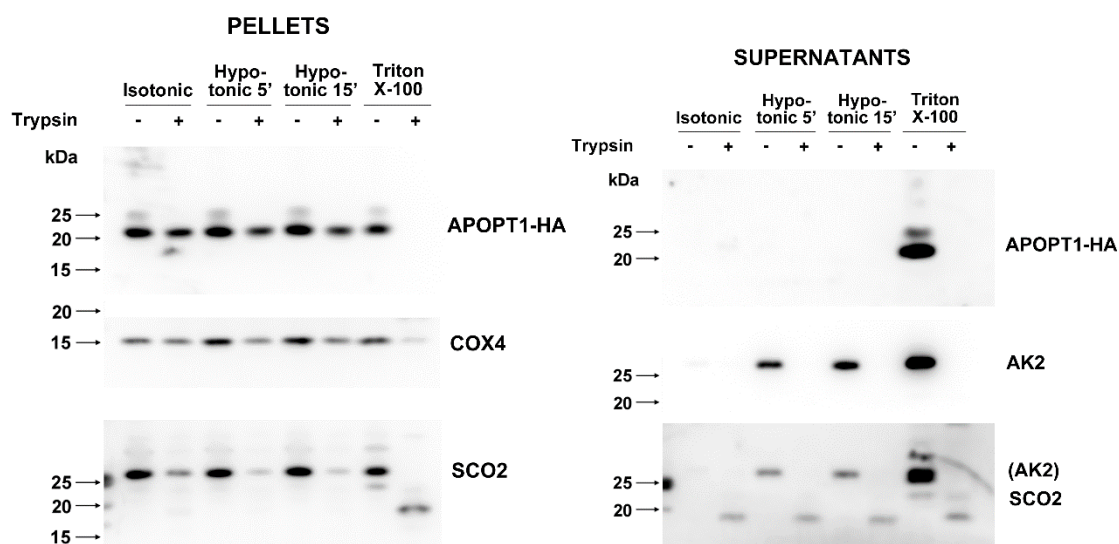 PELLETS
Isotonic Hypo-tonic 5’ Hypo-tonic 15’ Triton X-100
Trypsin - + - + - + - +
kDa
25
20
15
APOPT1-HA
20
15
COX4
25
20
15
SCO2
SUPERNATANTS
Isotonic Hypo-tonic 5’ Hypo-tonic 15’ Triton X-100
Trypsin - + - + - + - +
kDa
25
20
APOPT1-HA
25
20
AK2
25
20
(AK2)
SCO2